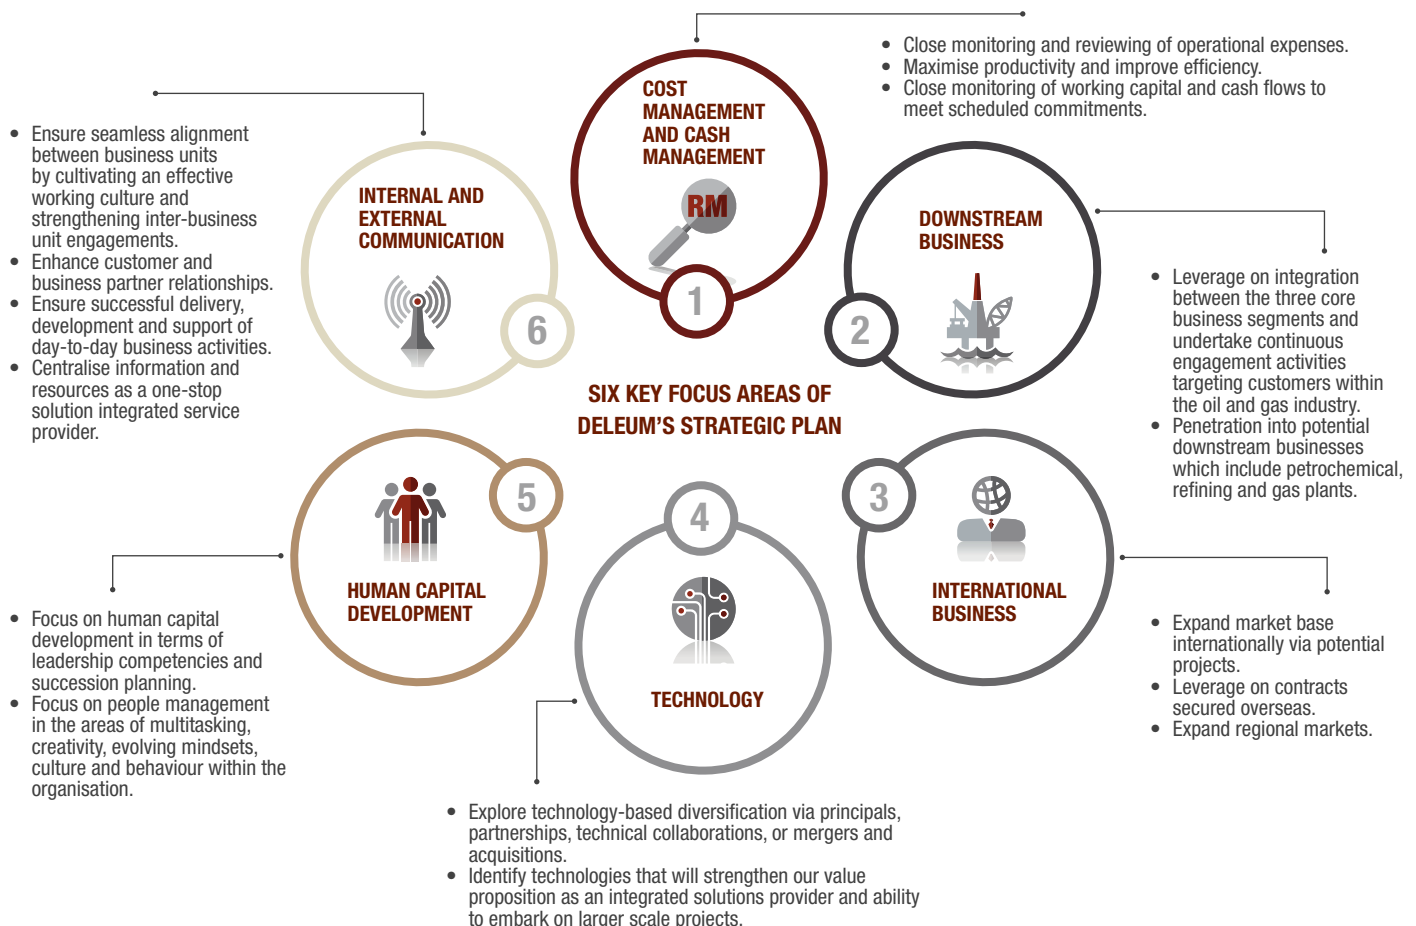 COST
MANAGEMENT
AND CASH
MANAGEMENT
RM
1
• Close monitoring and reviewing of operational expenses.
• Maximise productivity and improve efficiency.
• Close monitoring of working capital and cash flows to
meet scheduled commitments.
DOWNSTREAM
BUSINESS
2
• Leverage on integration
between the three core
business segments and
undertake continuous
engagement activities
targeting customers within
the oil and gas industry.
• Penetration into potential
downstream businesses
which include petrochemical,
refining and gas plants.
SIX KEY FOCUS AREAS OF
DELEUM'S STRATEGIC PLAN
3
INTERNATIONAL
BUSINESS
• Expand market base
internationally via potential
projects.
• Leverage on contracts
secured overseas.
• Expand regional markets.
4
TECHNOLOGY
• Explore technology-based diversification via principals,
partnerships, technical collaborations, or mergers and
acquisitions.
• Identify technologies that will strengthen our value
proposition as an integrated solutions provider and ability
to embark on larger scale projects.
5
HUMAN CAPITAL
DEVELOPMENT
• Focus on human capital
development in terms of
leadership competencies and
succession planning.
• Focus on people management
in the areas of multitasking,
creativity, evolving mindsets,
culture and behaviour within the
organisation.
INTERNAL AND
EXTERNAL
COMMUNICATION
6
• Ensure seamless alignment
between business units
by cultivating an effective
working culture and
strengthening inter-business
unit engagements.
• Enhance customer and
business partner relationships.
• Ensure successful delivery,
development and support of
day-to-day business activities.
• Centralise information and
resources as a one-stop
solution integrated service
provider.